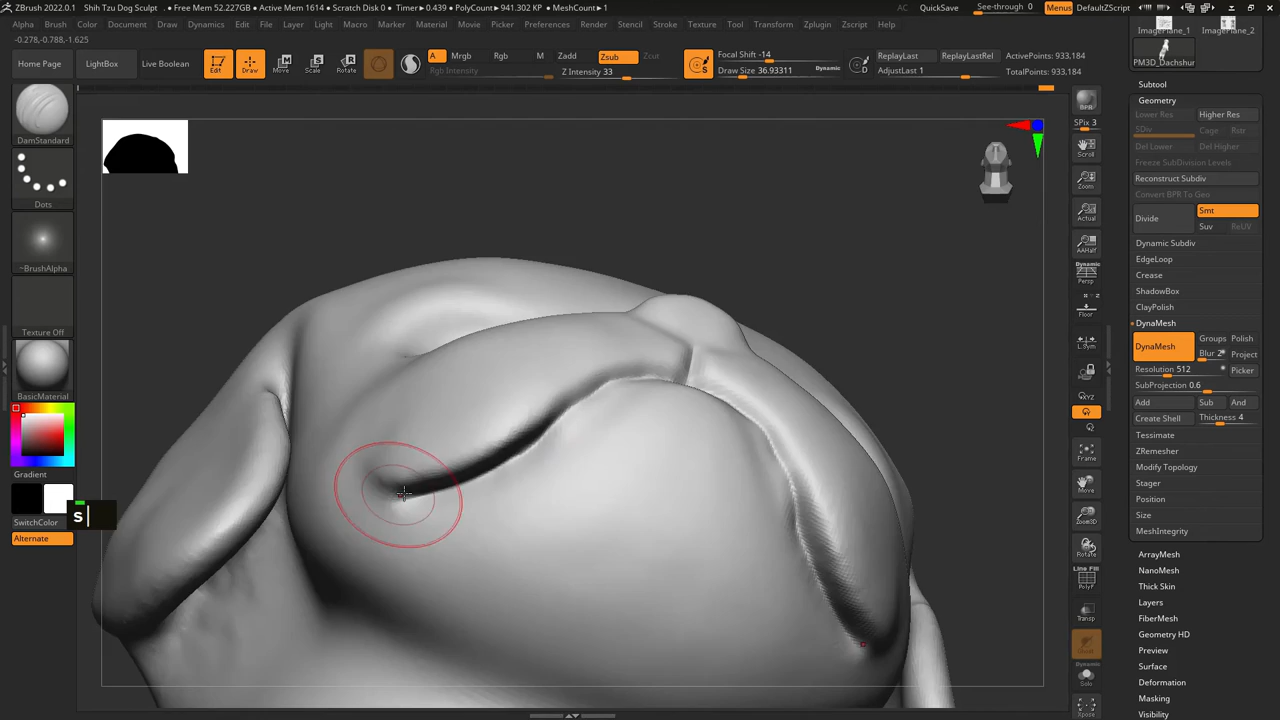 ZBrush 2022.0.1 Shih Tzu Dog Sculpt . • Free Mem 52.227GB • Active Mem 1614 • Scratch Disk 0 • Timer▸0.439 • PolyCount▸941.302 KP • MeshCount▸1
AC QuickSave See-through 0 Menus DefaultZScript
Alpha Brush Color Document Draw Dynamics Edit File Layer Light Macro Marker Material Movie Picker Preferences Render Stencil Stroke Texture Tool Transform Zplugin Zscript Help
-0.278,-0.788,-1.625
Home Page
LightBox
Live Boolean
Edit
Draw
Move
Scale
Rotate
A
Mrgb
Rgb
M
Zadd
Zsub
Zcut
Rgb Intensity
Z Intensity 33
Focal Shift -14
Draw Size 36.93311
Dynamic
S
D
ReplayLast
ReplayLastRel
AdjustLast 1
ActivePoints: 933,184
TotalPoints: 933,184
DamStandard
Dots
~BrushAlpha
Texture Off
BasicMaterial
Gradient
SwitchColor
Alternate
s
BPR
SPix 3
Scroll
Zoom
Actual
AAHalf
Dynamic
Persp
Floor
L.Sym
XYZ
Frame
Move
Zoom3D
Rotate
Line Fill
PolyF
Transp
Dynamic
Solo
Xpose
ImagePlane_1
ImagePlane_2
PM3D_Dachshun
Subtool
Geometry
Lower Res
Higher Res
SDiv
Cage
Rstr
Del Lower
Del Higher
Freeze SubDivision Levels
Reconstruct Subdiv
Convert BPR To Geo
Divide
Smt
Suv
ReUV
Dynamic Subdiv
EdgeLoop
Crease
ShadowBox
ClayPolish
DynaMesh
DynaMesh
Groups
Polish
Blur 2
Project
Resolution 512
Picker
SubProjection 0.6
Add
Sub
And
Create Shell
Thickness 4
Tessimate
ZRemesher
Modify Topology
Stager
Position
Size
MeshIntegrity
ArrayMesh
NanoMesh
Thick Skin
Layers
FiberMesh
Geometry HD
Preview
Surface
Deformation
Masking
Visibility